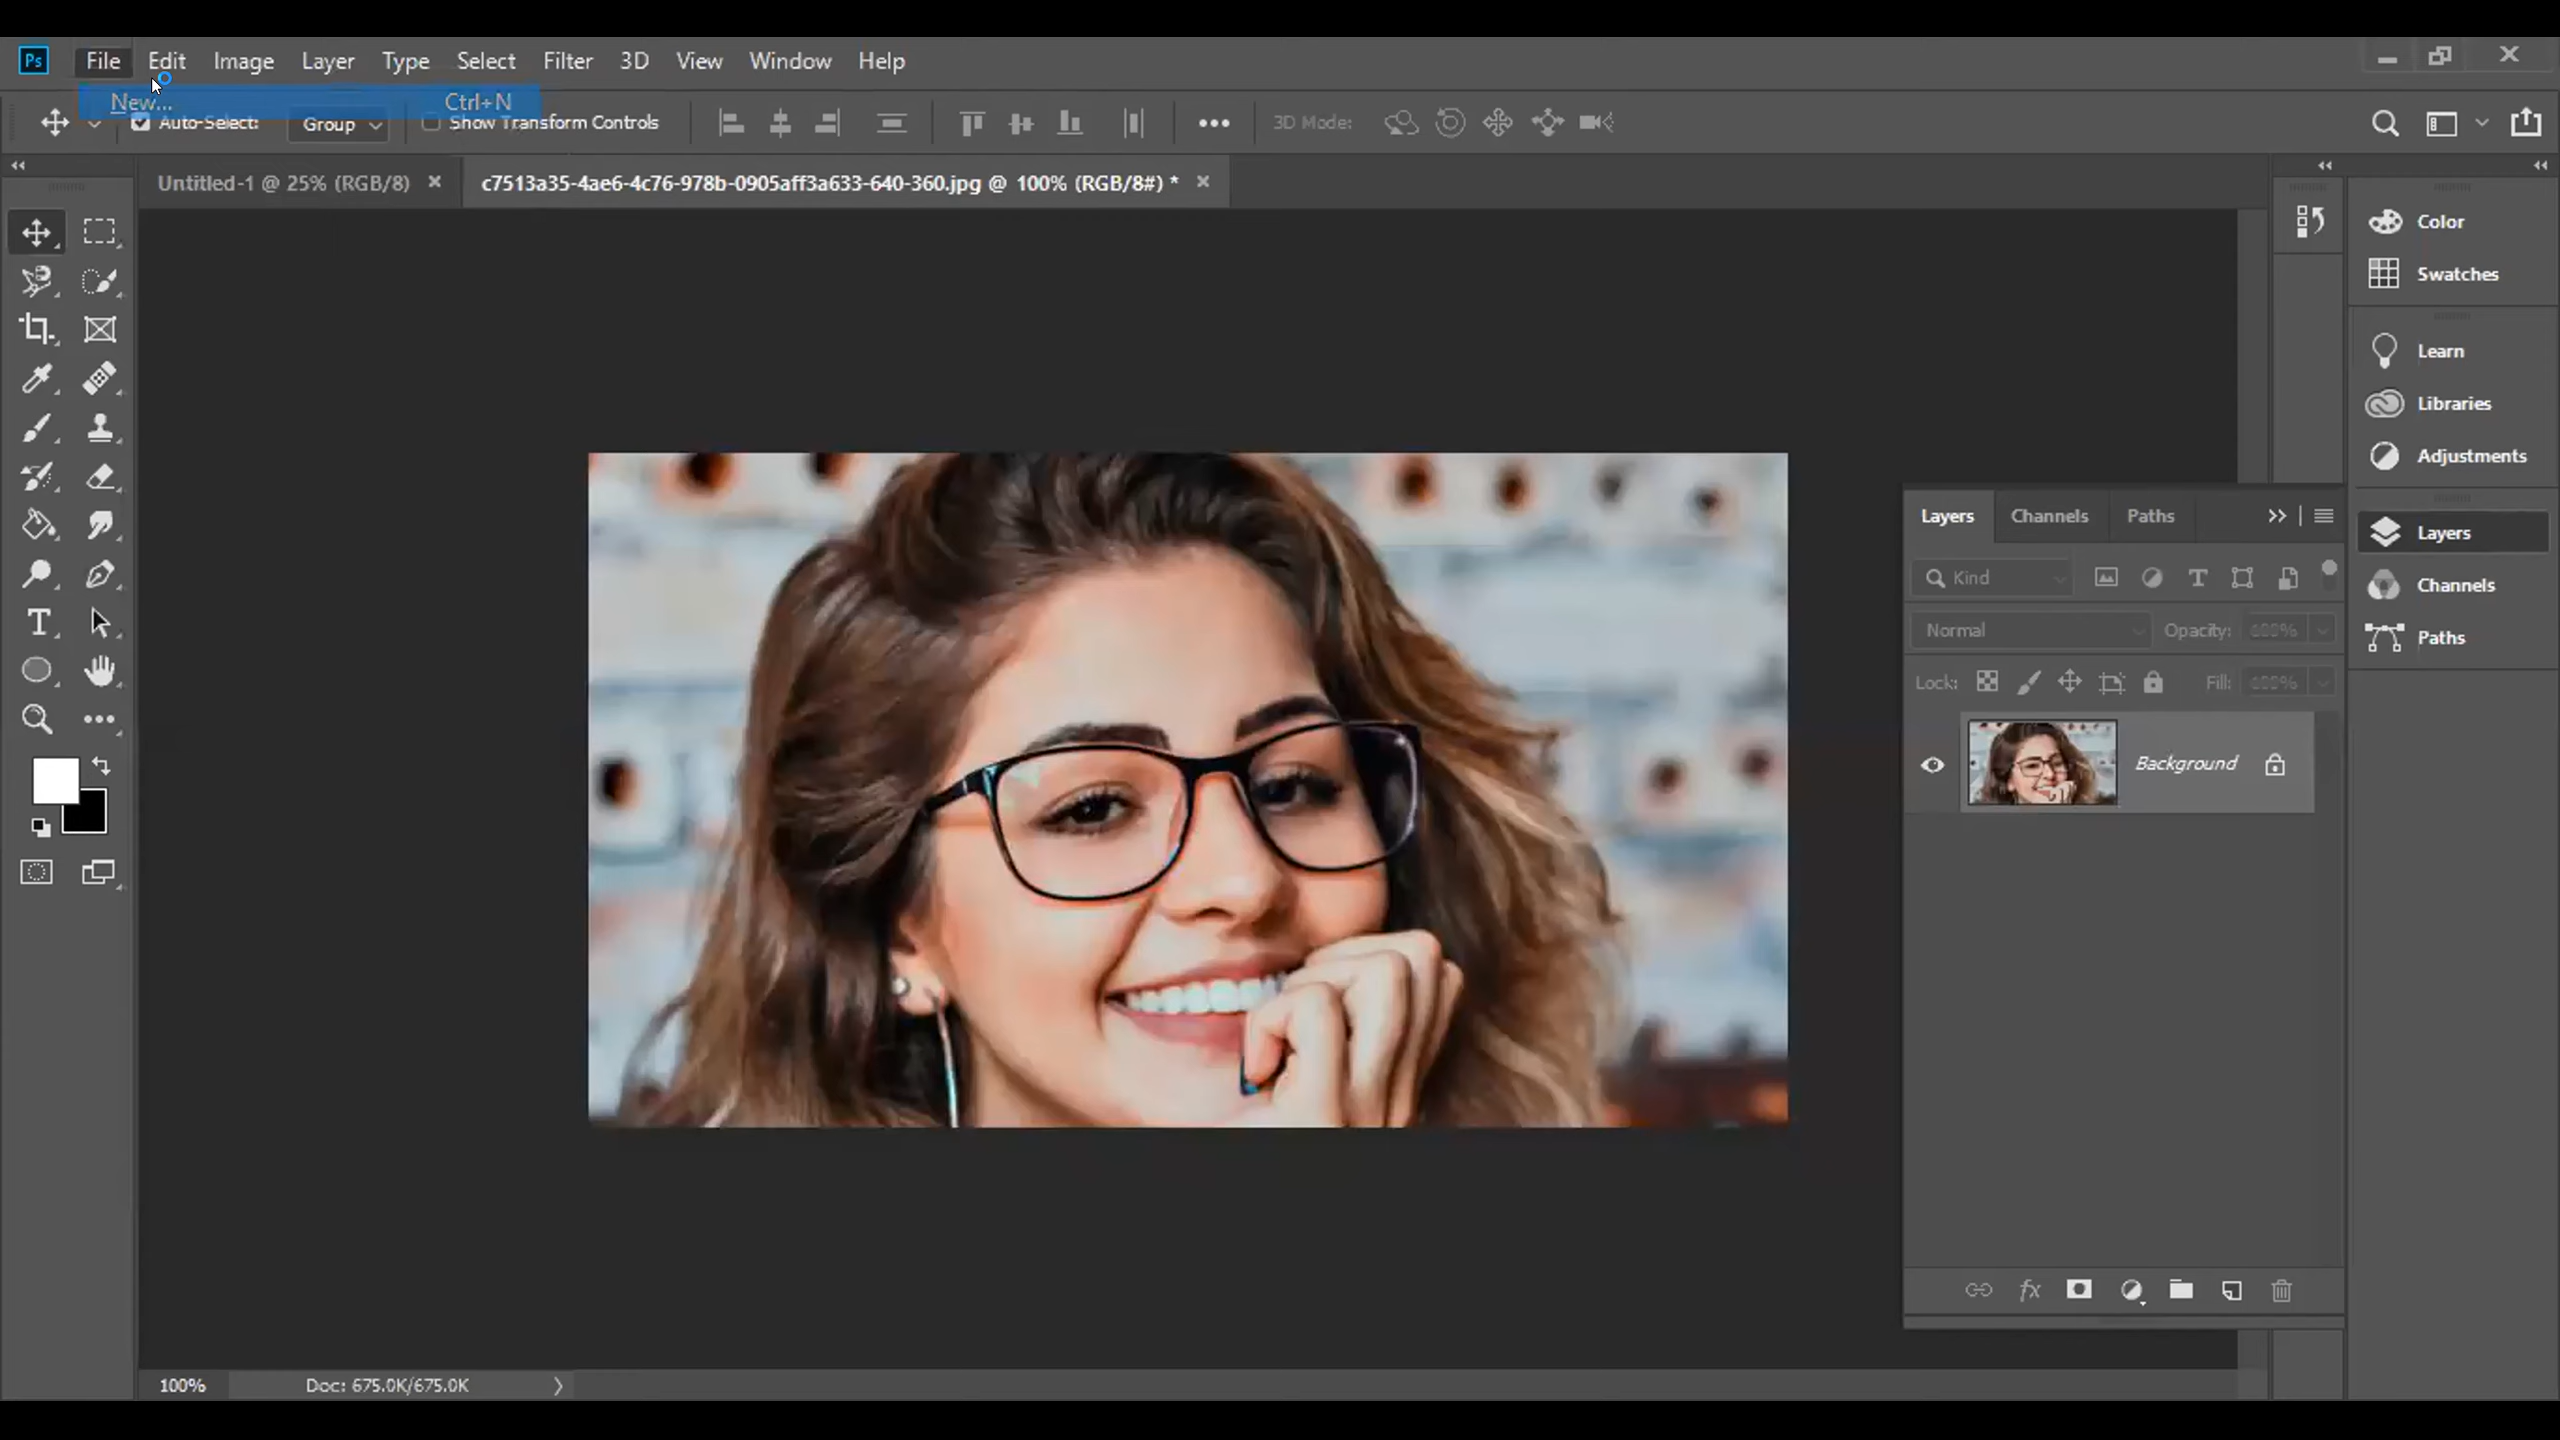 Ps File Edit Image Layer Type Select Filter 3D View Window Help
New... Ctrl+N
Auto-Select: Group Show Transform Controls 3D Mode:
Untitled-1 @ 25% (RGB/8) c7513a35-4ae6-4c76-978b-0905aff3a633-640-360.jpg @ 100% (RGB/8#) *
Color
Swatches
Learn
Libraries
Adjustments
Layers
Channels
Paths
Layers Channels Paths
Kind
Normal Opacity:
Lock: Fill:
Background
100% Doc: 675.0K/675.0K